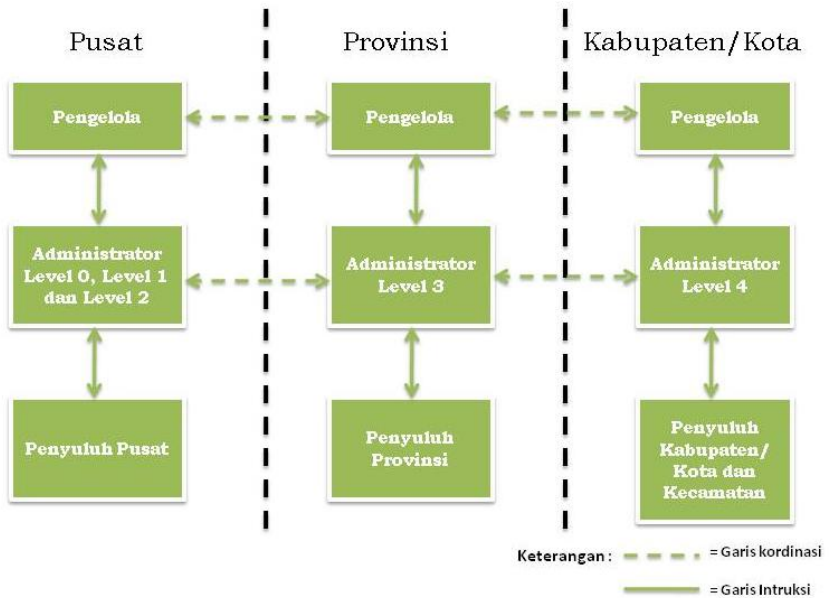 Pusat
Provinsi
Kabupaten/Kota
Pengelola
Pengelola
Pengelola
Administrator
Level 0, Level 1
dan Level 2
Administrator
Level 3
Administrator
Level 4
Penyuluh Pusat
Penyuluh
Provinsi
Penyuluh
Kabupaten/
Kota dan
Kecamatan
Keterangan :
= Garis kordinasi
= Garis Intruksi